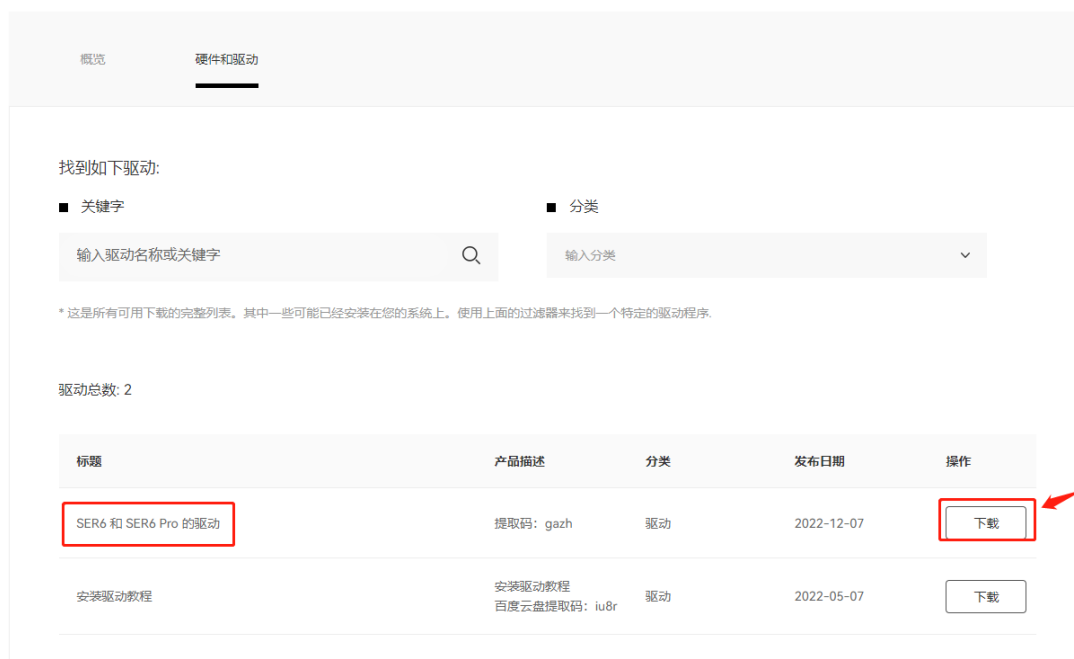 概览
硬件和驱动
找到如下驱动:
关键字
分类
输入驱动名称或关键字
输入分类
* 这是所有可用下载的完整列表。其中一些可能已经安装在您的系统上。使用上面的过滤器来找到一个特定的驱动程序.
驱动总数: 2
标题 产品描述 分类 发布日期 操作
SER6 和 SER6 Pro 的驱动 提取码：gazh 驱动 2022-12-07 下载
安装驱动教程 安装驱动教程 驱动 2022-05-07 下载
百度云盘提取码：iu8r